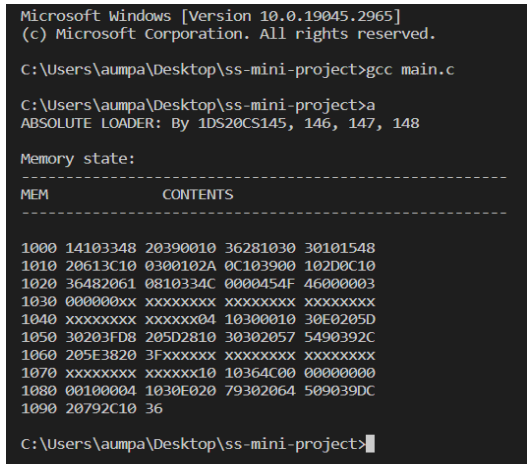 Microsoft Windows [Version 10.0.19045.2965]
(c) Microsoft Corporation. All rights reserved.
C:\Users\aumpa\Desktop\ss-mini-project>gcc main.c
C:\Users\aumpa\Desktop\ss-mini-project>a
ABSOLUTE LOADER: By 1DS20CS145, 146, 147, 148
Memory state:
------------------------------------------------------
MEM CONTENTS
------------------------------------------------------
1000 14103348 20390010 36281030 30101548
1010 20613C10 0300102A 0C103900 102D0C10
1020 36482061 0810334C 0000454F 46000003
1030 000000xx xxxxxxxx xxxxxxxx xxxxxxxx
1040 xxxxxxxx xxxxxx04 10300010 30E0205D
1050 30203FD8 205D2810 30302057 5490392C
1060 205E3820 3Fxxxxxx xxxxxxxx xxxxxxxx
1070 xxxxxxxx xxxxxx10 10364C00 00000000
1080 00100004 1030E020 79302064 509039DC
1090 20792C10 36
C:\Users\aumpa\Desktop\ss-mini-project>